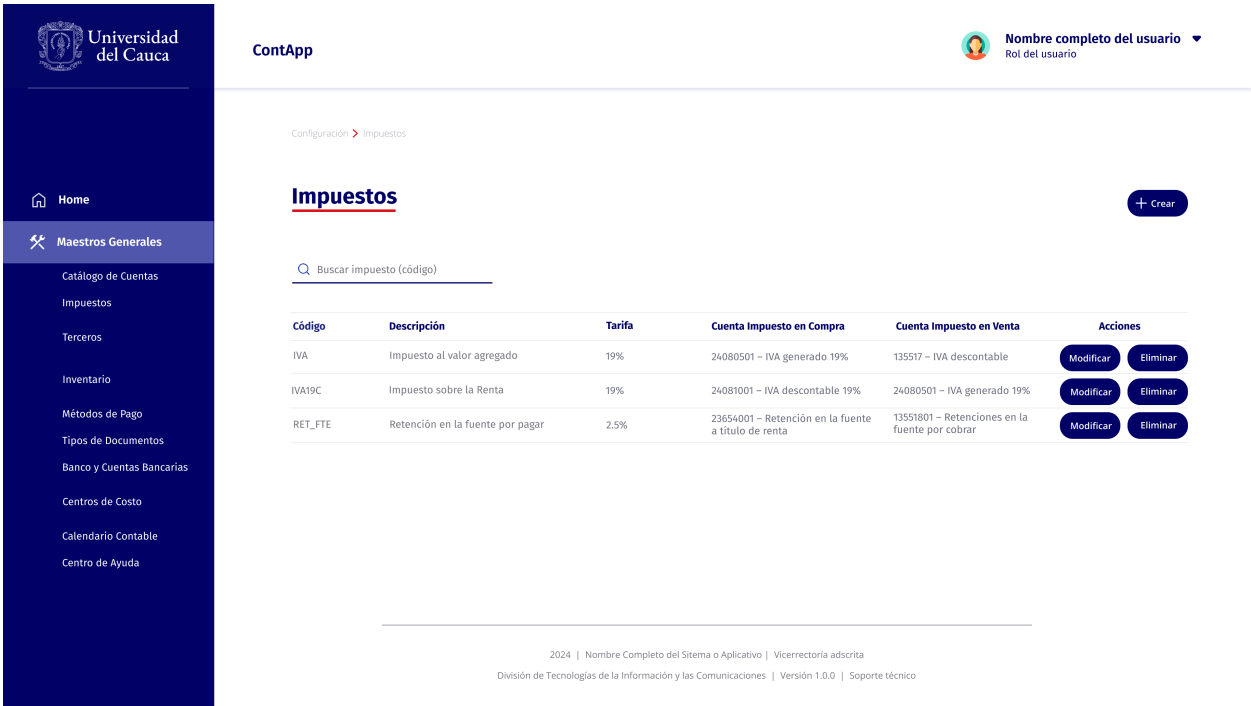 Universidad
del Cauca
ContApp
Nombre completo del usuario
Rol del usuario
Configuración > Impuestos
Home
Maestros Generales
Catálogo de Cuentas
Impuestos
Terceros
Inventario
Métodos de Pago
Tipos de Documentos
Banco y Cuentas Bancarias
Centros de Costo
Calendario Contable
Centro de Ayuda
Impuestos
+ Crear
Buscar impuesto (código)
Código Descripción Tarifa Cuenta Impuesto en Compra Cuenta Impuesto en Venta Acciones
IVA Impuesto al valor agregado 19% 24080501 – IVA generado 19% 135517 – IVA descontable Modificar Eliminar
IVA19C Impuesto sobre la Renta 19% 24081001 – IVA descontable 19% 24080501 – IVA generado 19% Modificar Eliminar
RET_FTE Retención en la fuente por pagar 2.5% 23654001 – Retención en la fuente
a título de renta
13551801 – Retenciones en la
fuente por cobrar
Modificar Eliminar
2024 | Nombre Completo del Sitema o Aplicativo | Vicerrectoría adscrita
División de Tecnologías de la Información y las Comunicaciones | Versión 1.0.0 | Soporte técnico